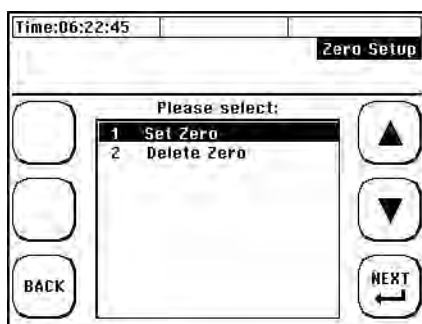 Time:06:22:45
Zero Setup
Please select:
1 Set Zero
2 Delete Zero
BACK
NEXT